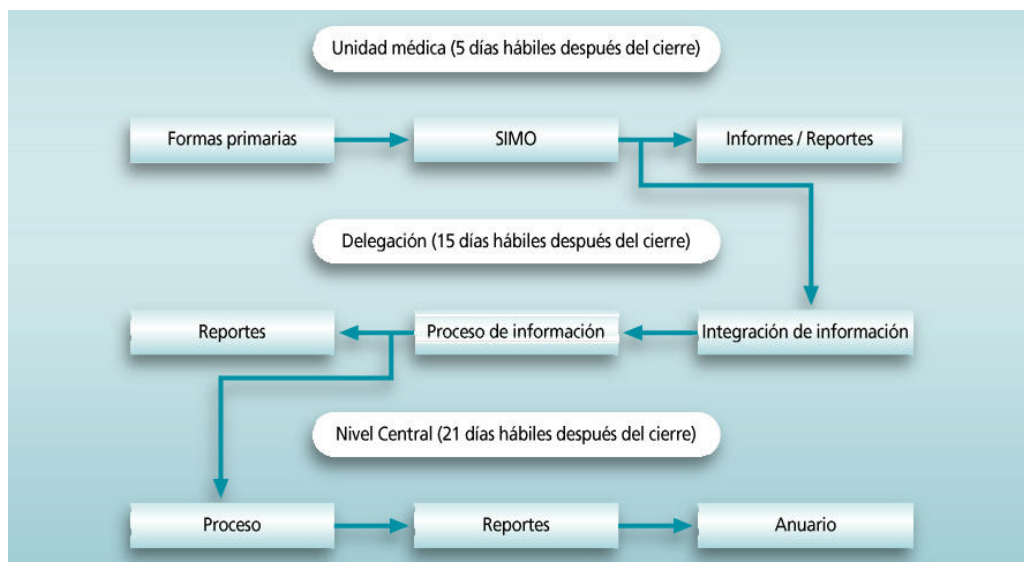 Unidad médica (5 días hábiles después del cierre)
Formas primarias
SIMO
Informes / Reportes
Delegación (15 días hábiles después del cierre)
Reportes
Proceso de información
Integración de información
Nivel Central (21 días hábiles después del cierre)
Proceso
Reportes
Anuario